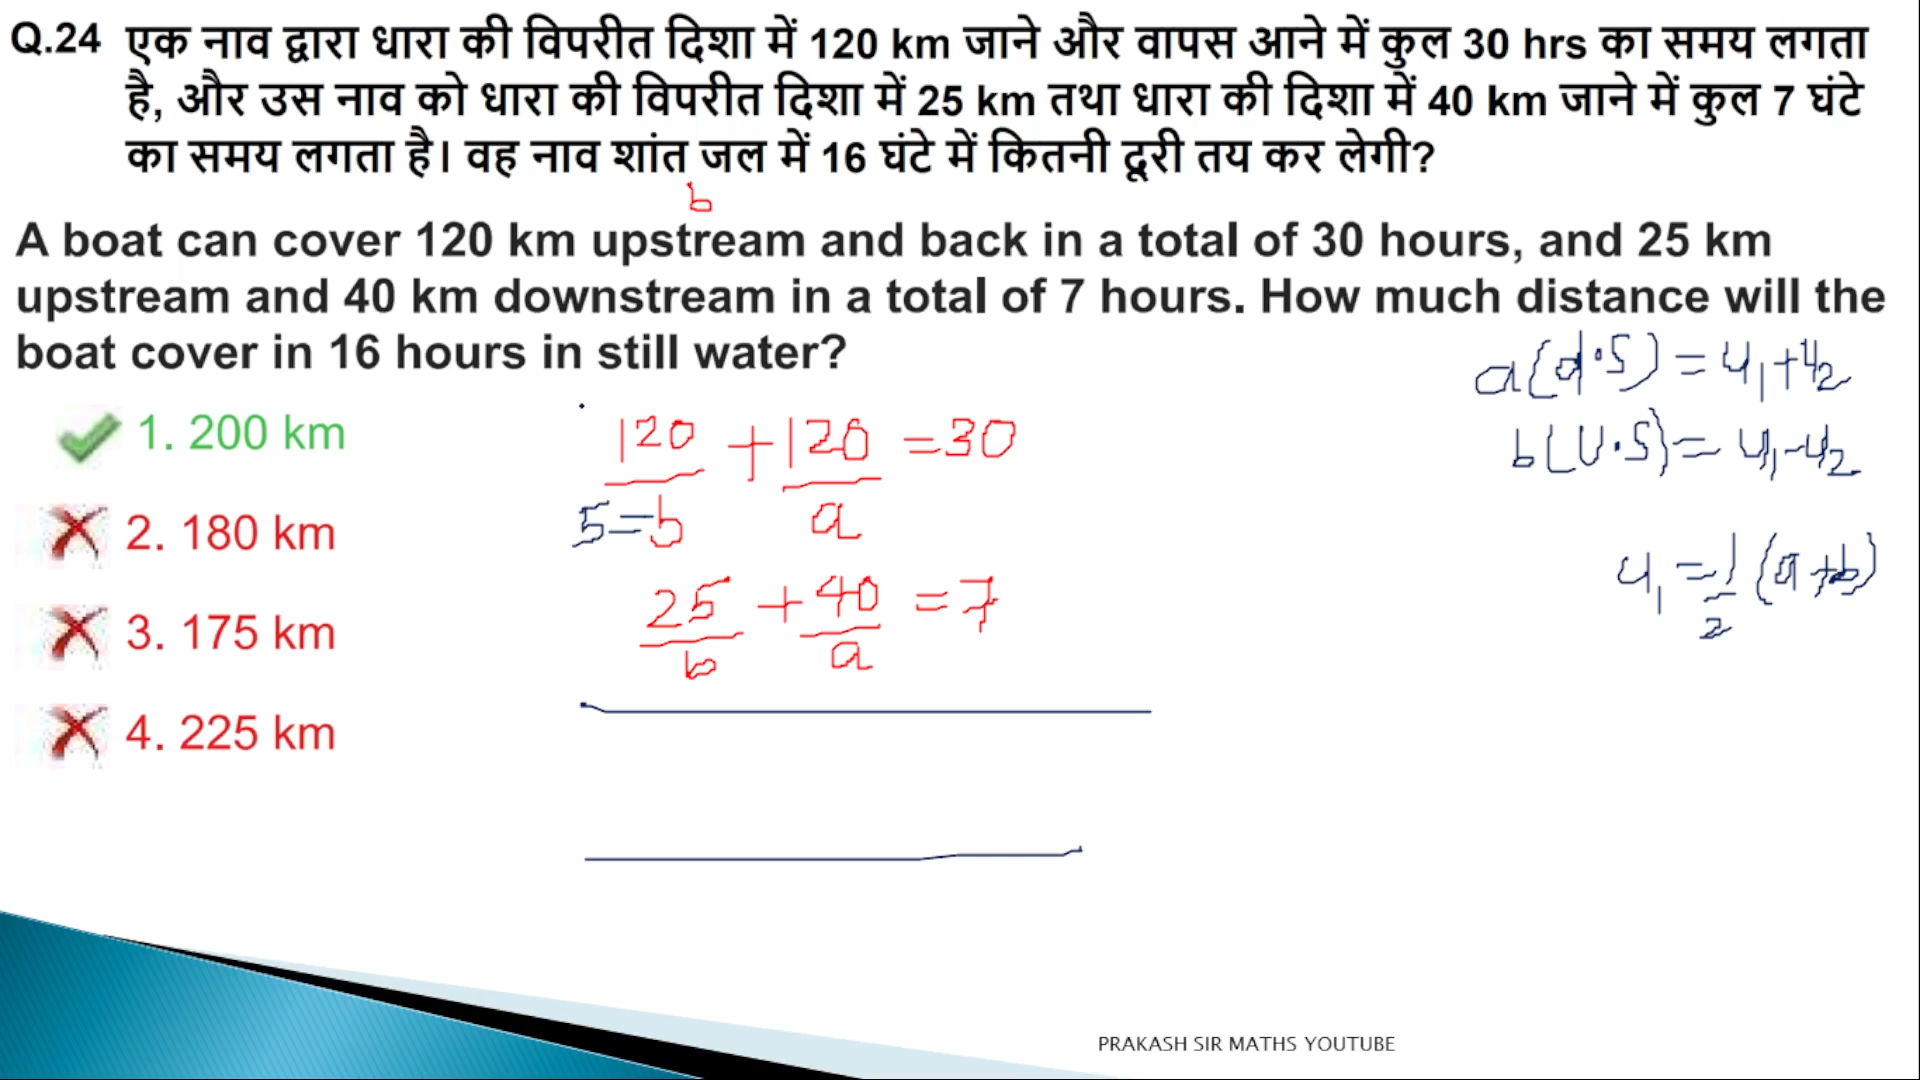 Q.24 एक नाव द्वारा धारा की विपरीत दिशा में 120 km जाने और वापस आने में कुल 30 hrs का समय लगता
है, और उस नाव को धारा की विपरीत दिशा में 25 km तथा धारा की दिशा में 40 km जाने में कुल 7 घंटे
का समय लगता है। वह नाव शांत जल में 16 घंटे में कितनी दूरी तय कर लेगी?
b
A boat can cover 120 km upstream and back in a total of 30 hours, and 25 km
upstream and 40 km downstream in a total of 7 hours. How much distance will the
boat cover in 16 hours in still water?
1. 200 km
2. 180 km
3. 175 km
4. 225 km
120 + 120 = 30
5 = b a
25 + 40 = 7
b a
a(d·s) = u₁+u₂
b(U·S) = u₁-u₂
u₁ = 1 (a+b)
2
PRAKASH SIR MATHS YOUTUBE